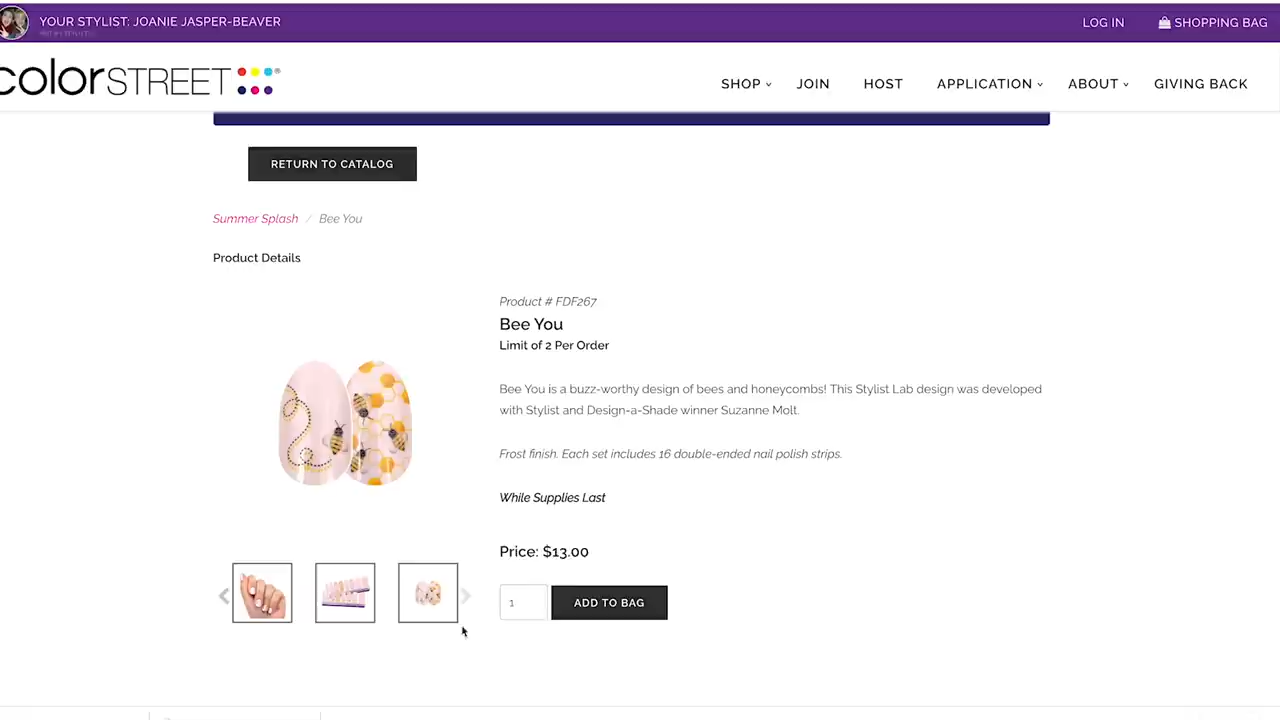 YOUR STYLIST: JOANIE JASPER-BEAVER
LOG IN
SHOPPING BAG
colorSTREET
SHOP
JOIN
HOST
APPLICATION
ABOUT
GIVING BACK
RETURN TO CATALOG
Summer Splash / Bee You
Product Details
Product # FDF267
Bee You
Limit of 2 Per Order
Bee You is a buzz-worthy design of bees and honeycombs! This Stylist Lab design was developed
with Stylist and Design-a-Shade winner Suzanne Molt.
Frost finish. Each set includes 16 double-ended nail polish strips.
While Supplies Last
Price: $13.00
1
ADD TO BAG